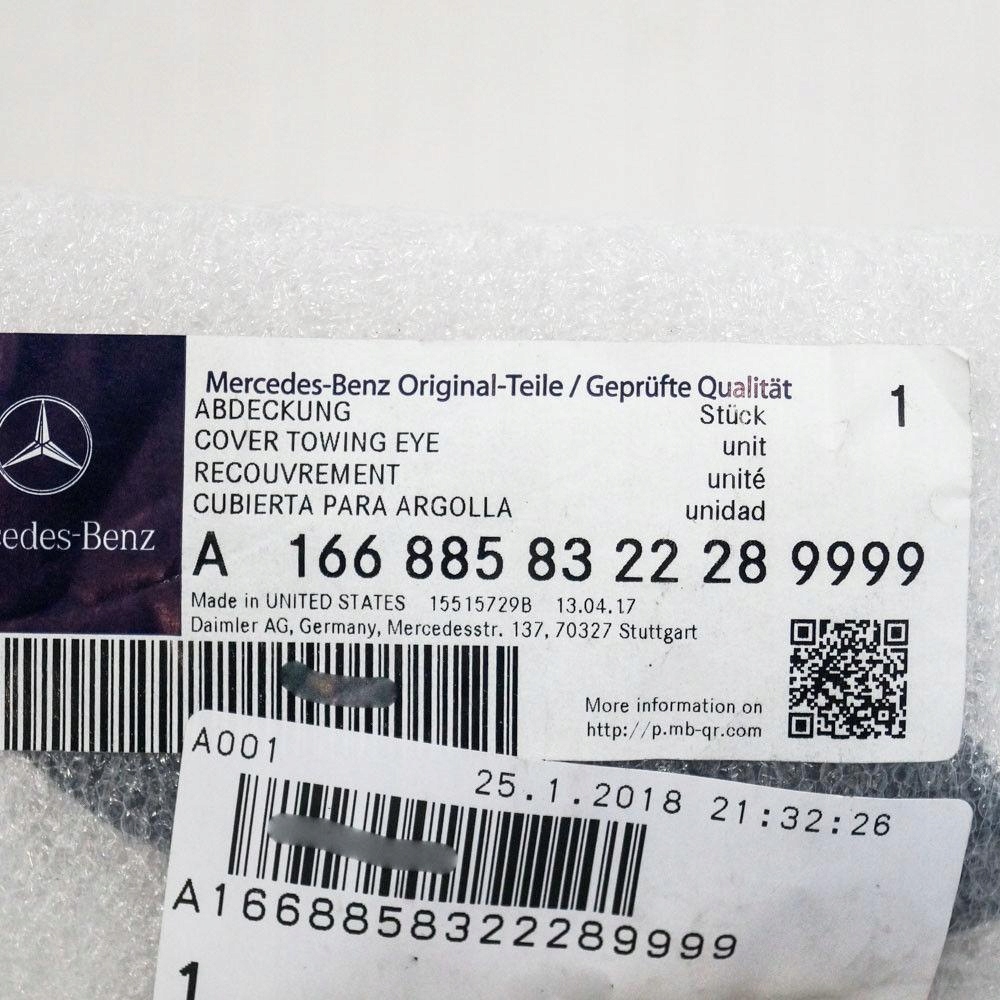 Mercedes-Benz Original-Teile / Geprüfte Qualität
1
ABDECKUNG Stück
COVER TOWING EYE unit
RECOUVREMENT unité
CUBIERTA PARA ARGOLLA unidad
edes-Benz
A 166 885 83 22 28 9999
Made in UNITED STATES 15515729B 13.04.17
Daimler AG, Germany, Mercedesstr. 137, 70327 Stuttgart
More information on
http://p.mb-qr.com
A001
25.1.2018 21:32:26
A1668858322289999
1